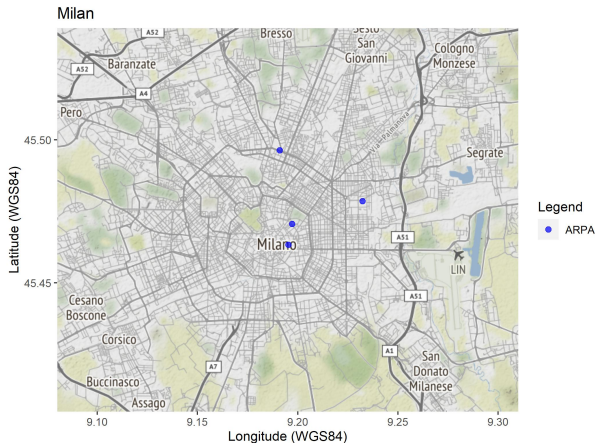 Milan
Latitude (WGS84)
45.50
45.45
A52
Bresso
Sesto
San
Giovanni
Cologno
Monzese
A52
Baranzate
A4
Pero
Via Palmanova
Segrate
Milano
A51
LIN
A51
Cesano
Boscone
Corsico
A1
San
Donato
Milanese
A7
Buccinasco
Assago
9.10
9.15
9.20
9.25
9.30
Longitude (WGS84)
Legend
ARPA